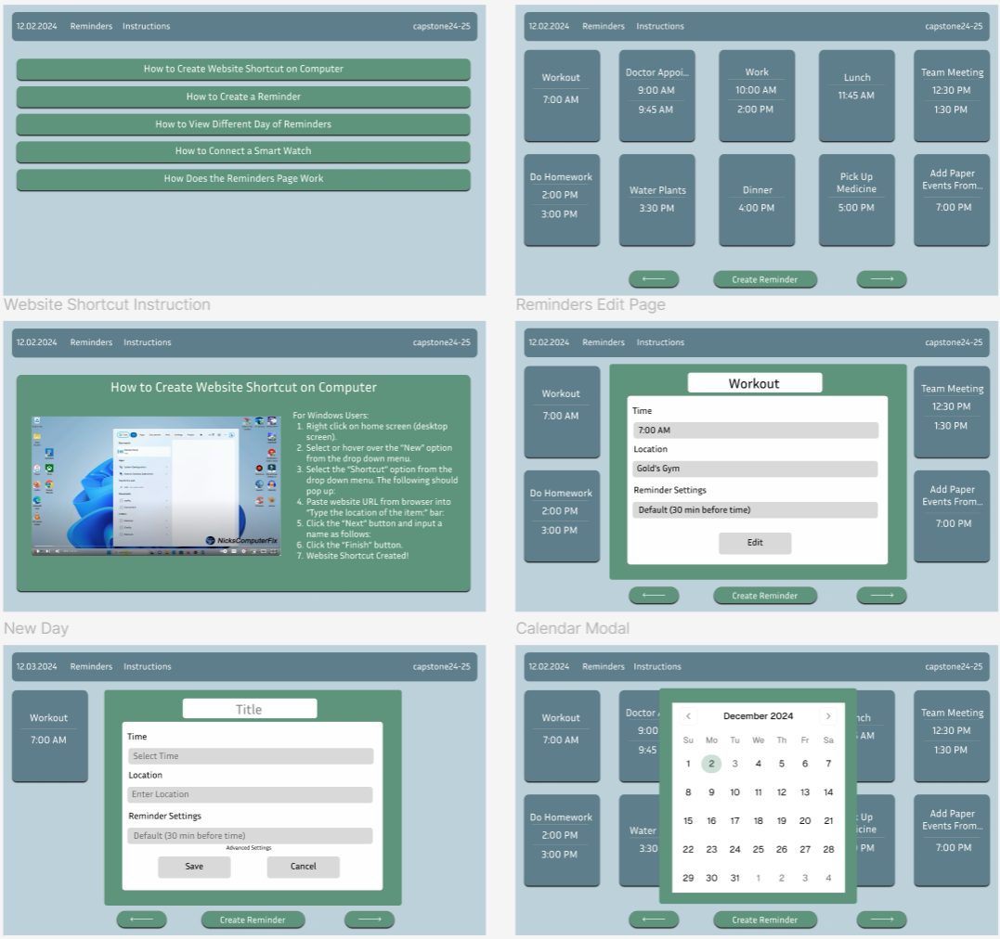 12.02.2024 Reminders Instructions capstone24-25
How to Create Website Shortcut on Computer
How to Create a Reminder
How to View Different Day of Reminders
How to Connect a Smart Watch
How Does the Reminders Page Work
12.02.2024 Reminders Instructions capstone24-25
Workout
7:00 AM
Doctor Appoi...
9:00 AM
9:45 AM
Work
10:00 AM
2:00 PM
Lunch
11:45 AM
Team Meeting
12:30 PM
1:30 PM
Do Homework
2:00 PM
3:00 PM
Water Plants
3:30 PM
Dinner
4:00 PM
Pick Up
Medicine
5:00 PM
Add Paper
Events From...
7:00 PM
Create Reminder
Website Shortcut Instruction
12.02.2024 Reminders Instructions capstone24-25
How to Create Website Shortcut on Computer
NicksComputerFix
For Windows Users:
1. Right click on home screen (desktop
screen).
2. Select or hover over the "New" option
from the drop down menu.
3. Select the "Shortcut" option from the
drop down menu. The following should
pop up:
4. Paste website URL from browser into
"Type the location of the item:" bar:
5. Click the "Next" button and input a
name as follows:
6. Click the "Finish" button.
7. Website Shortcut Created!
Reminders Edit Page
12.02.2024 Reminders Instructions capstone24-25
Workout
7:00 AM
Do Homework
2:00 PM
3:00 PM
Workout
Time
7:00 AM
Location
Gold's Gym
Reminder Settings
Default (30 min before time)
Edit
Team Meeting
12:30 PM
1:30 PM
Add Paper
Events From...
7:00 PM
Create Reminder
New Day
12.03.2024 Reminders Instructions capstone24-25
Workout
7:00 AM
Title
Time
Select Time
Location
Enter Location
Reminder Settings
Default (30 min before time)
Advanced Settings
Save Cancel
Create Reminder
Calendar Modal
12.02.2024 Reminders Instructions capstone24-25
Workout
7:00 AM
Doctor
9:00
9:45
December 2024
Su Mo Tu We Th Fr Sa
1 2 3 4 5 6 7
8 9 10 11 12 13 14
15 16 17 18 19 20 21
22 23 24 25 26 27 28
29 30 31 1 2 3 4
nch
AM
Team Meeting
12:30 PM
1:30 PM
Do Homework
2:00 PM
3:00 PM
Water
3:30
Up
icine
PM
Add Paper
Events From...
7:00 PM
Create Reminder